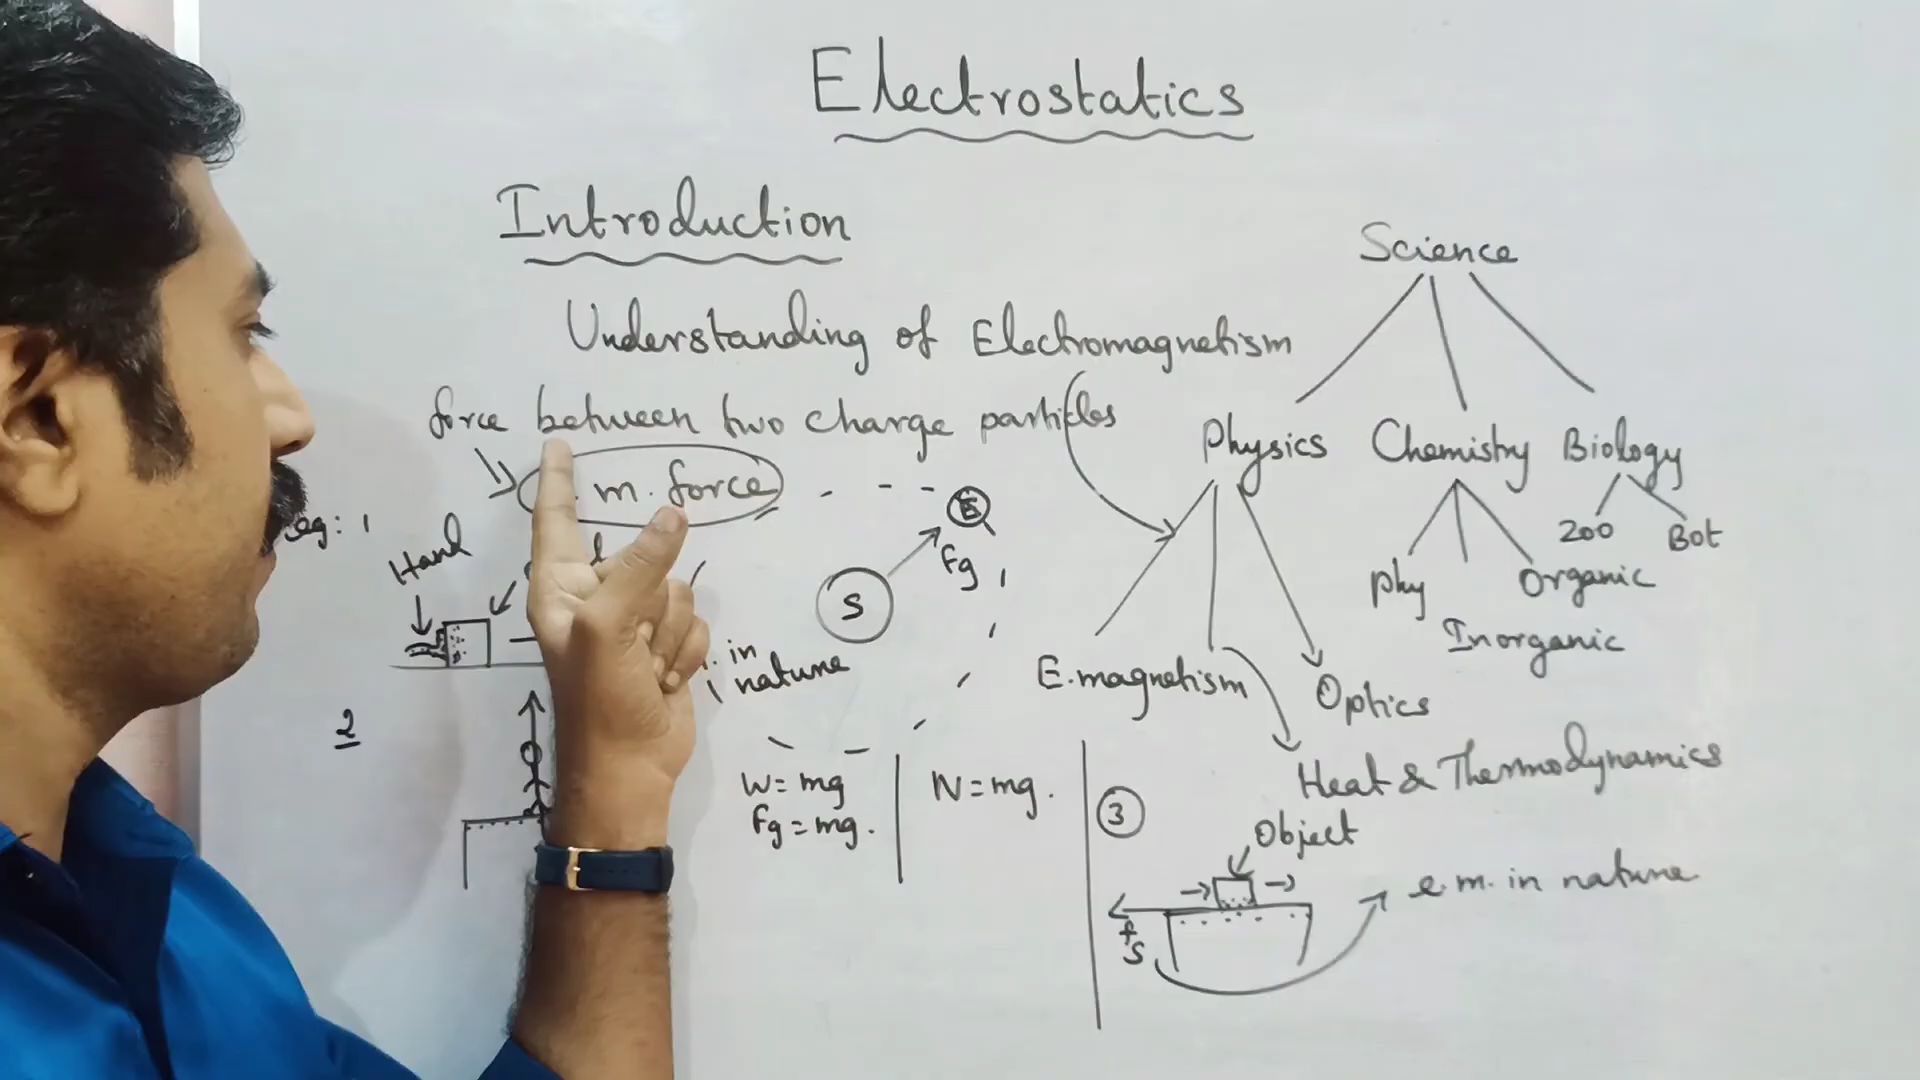 Electrostatics
Introduction
Understanding of Electromagnetism
force between two charge particles
m. force
eg: 1
Hand
in
nature
2
S
E
Fg
W = mg
Fg = mg.
N = mg.
Science
Physics Chemistry Biology
Zoo Bot
Phy Organic
Inorganic
E.magnetism
Optics
Heat & Thermodynamics
3
Object
fs
e.m. in nature